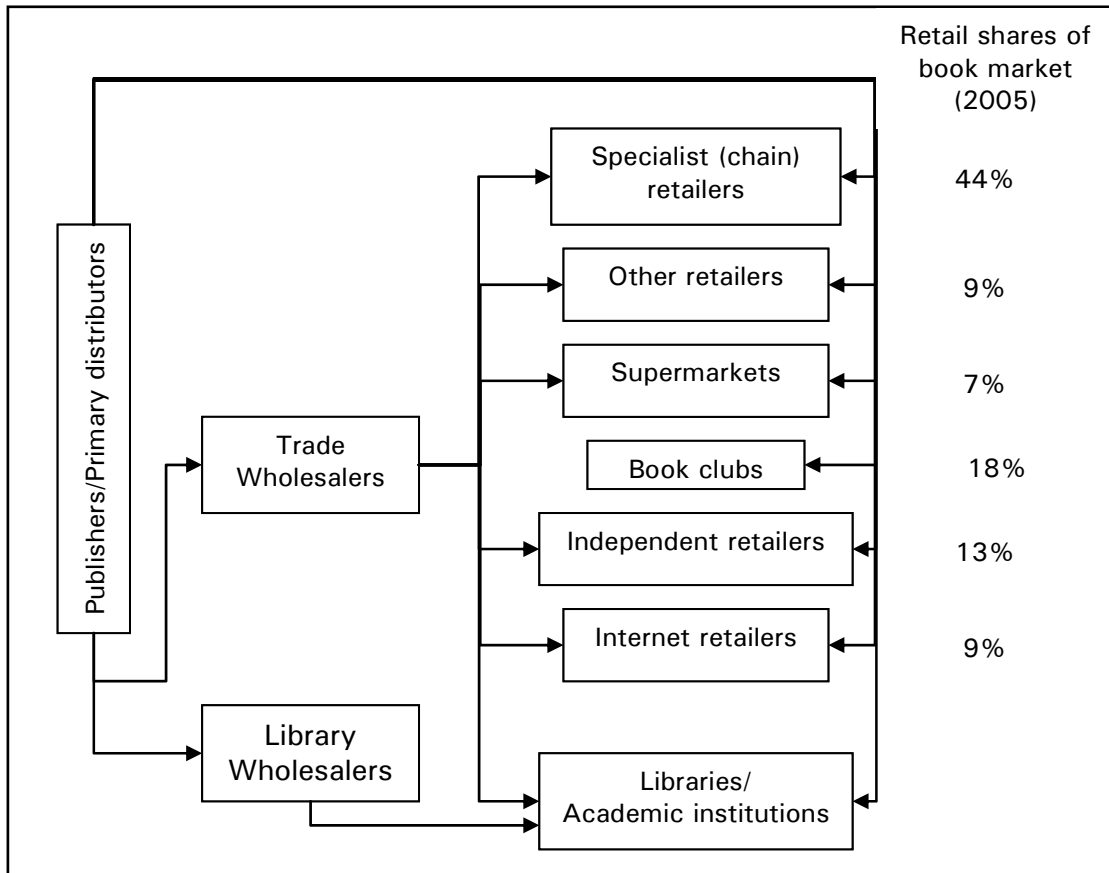 Retail shares of
book market
(2005)
Specialist (chain)
retailers
44%
Other retailers
9%
Supermarkets
7%
Book clubs
18%
Independent retailers
13%
Internet retailers
9%
Publishers/Primary distributors
Trade
Wholesalers
Library
Wholesalers
Libraries/
Academic institutions